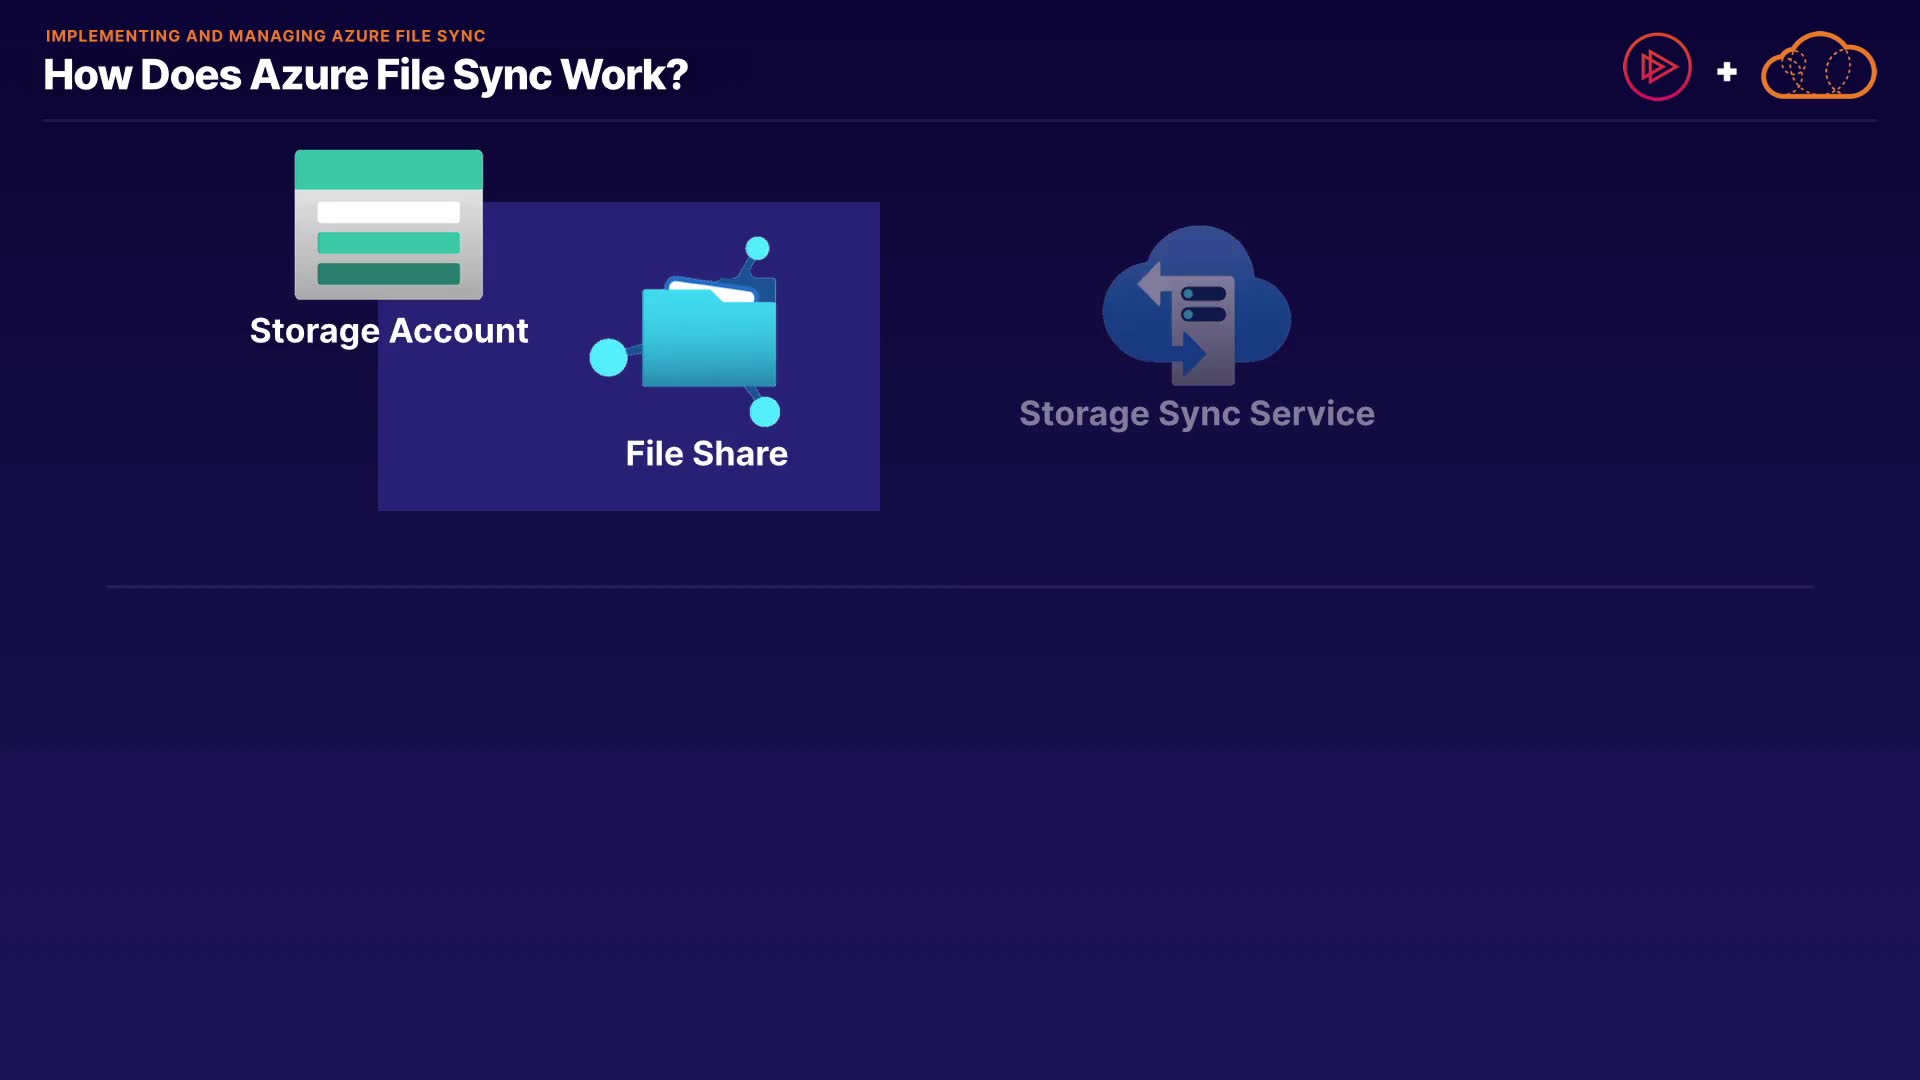 IMPLEMENTING AND MANAGING AZURE FILE SYNC
How Does Azure File Sync Work?
Storage Account
File Share
Storage Sync Service